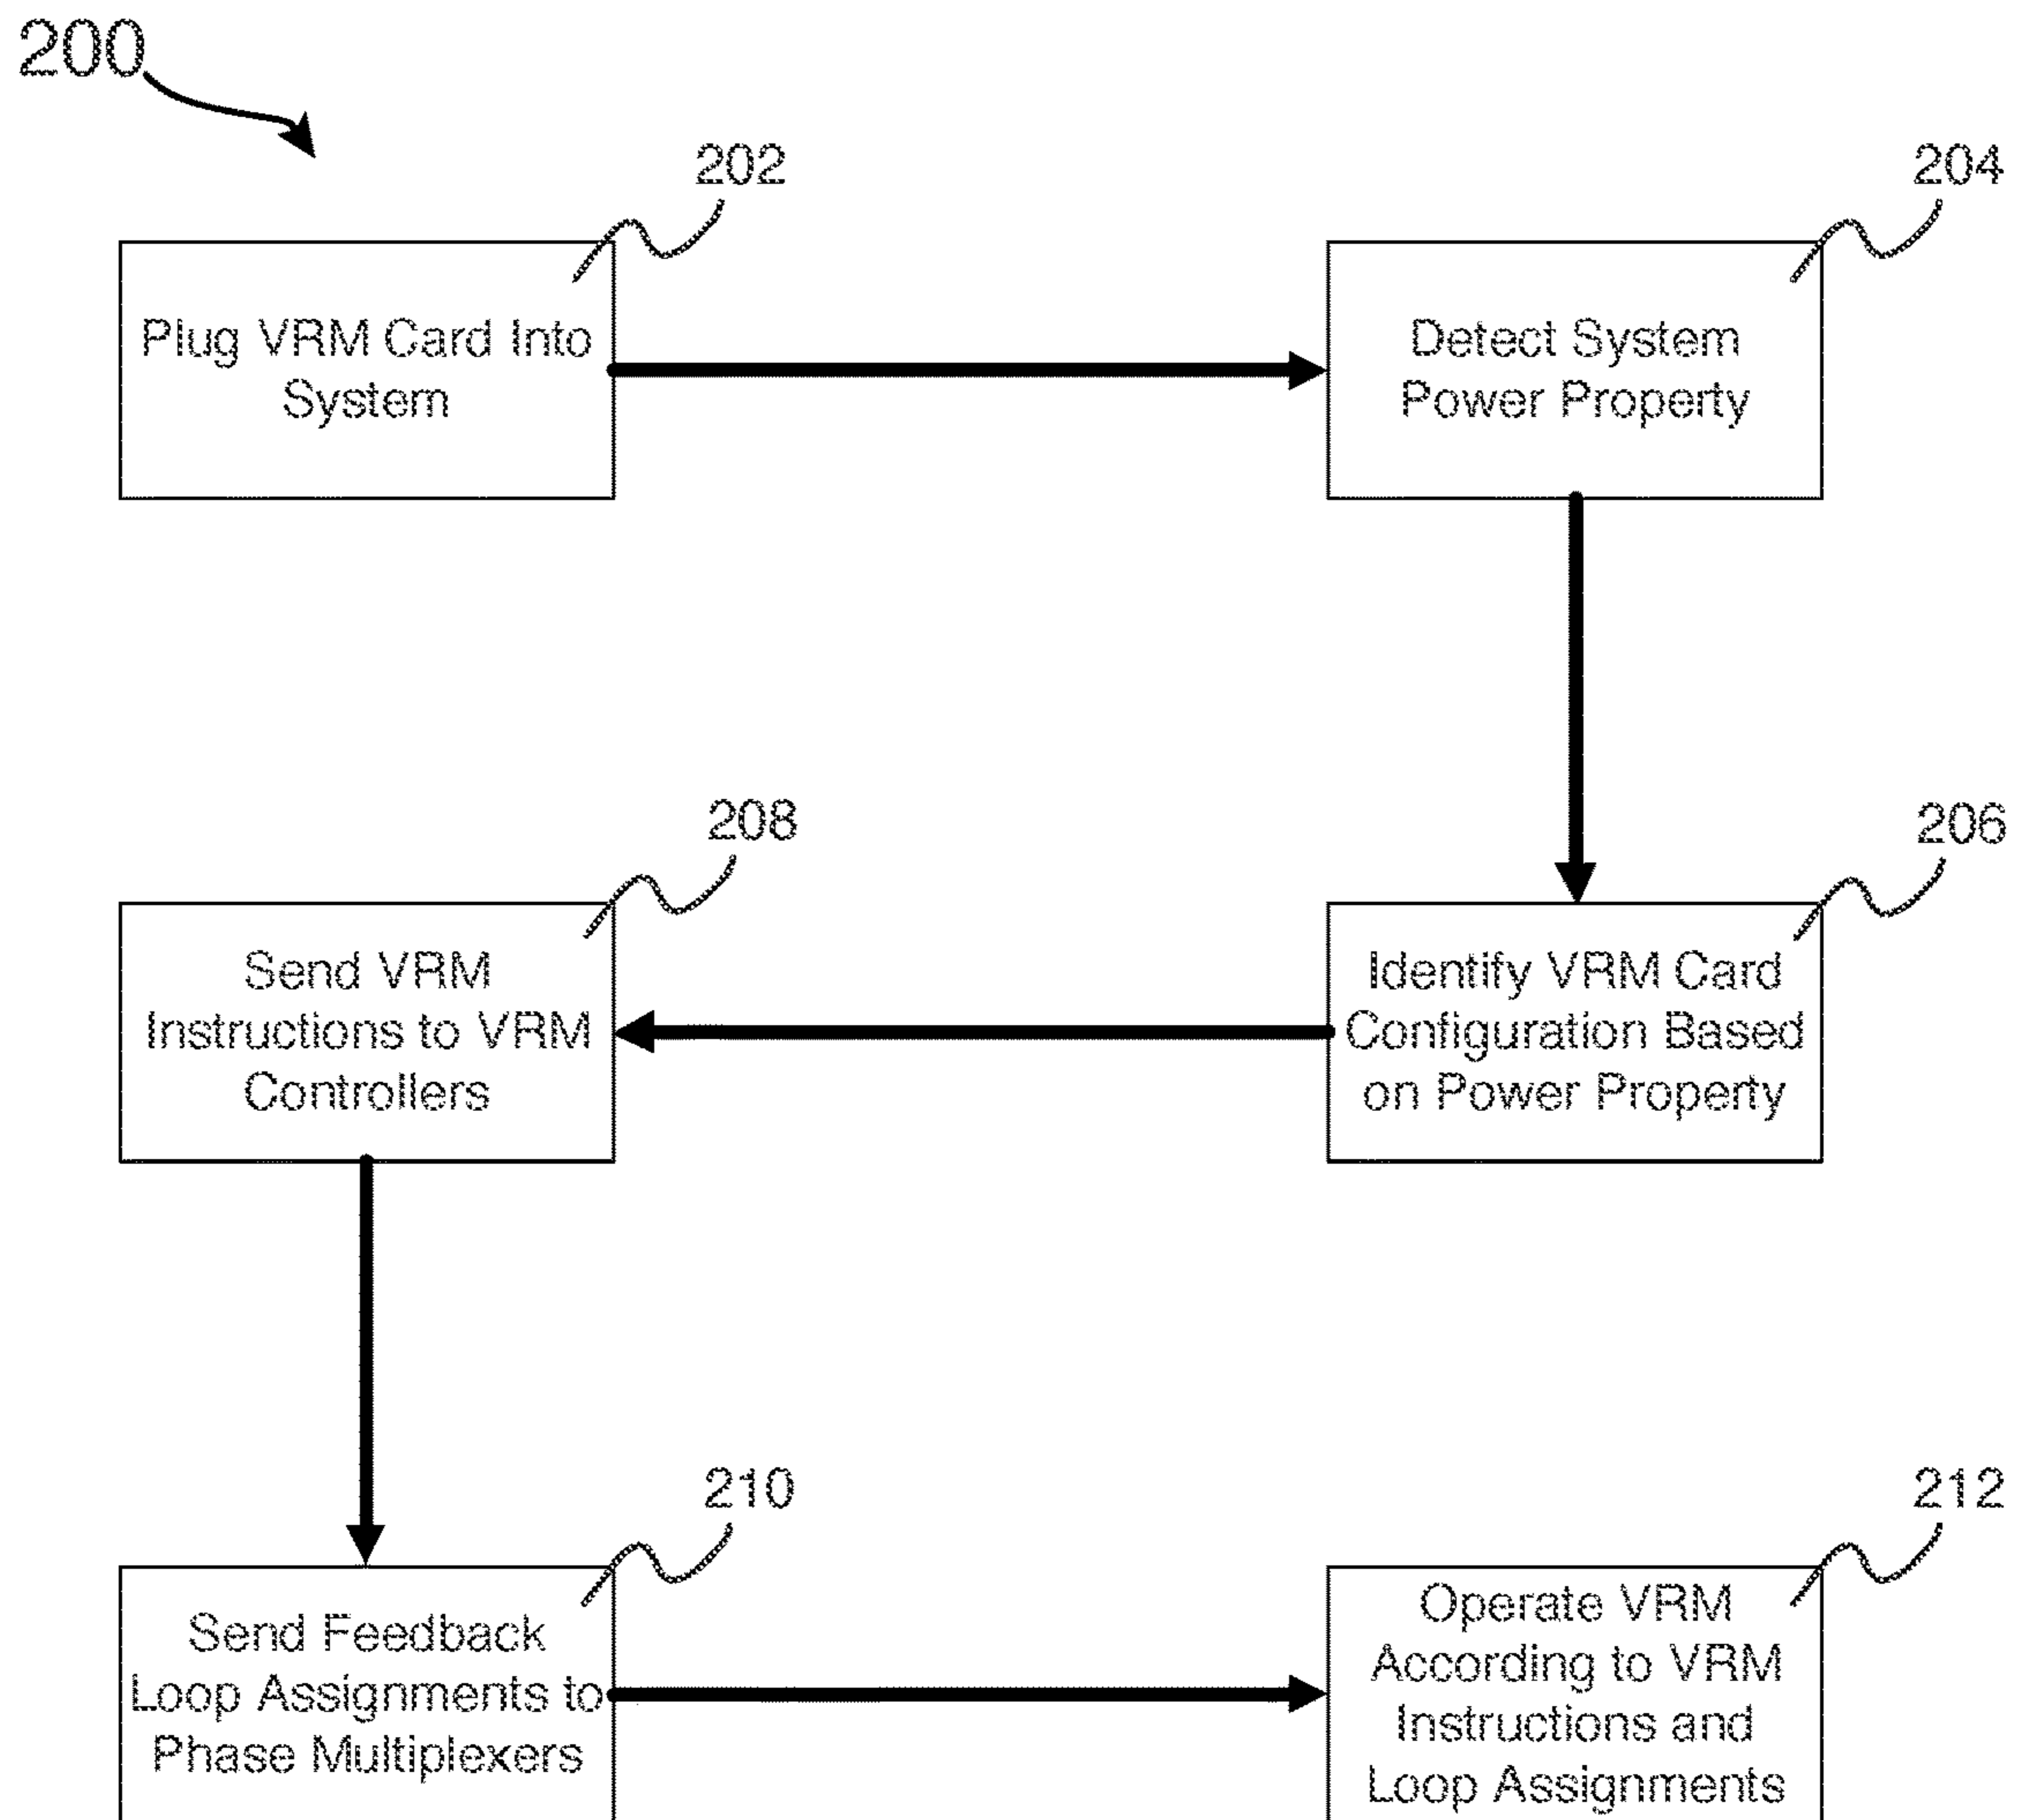 200
202
Plug VRM Card Into
System
204
Detect System
Power Property
206
Identify VRM Card
Configuration Based
on Power Property
208
Send VRM
Instructions to VRM
Controllers
210
Send Feedback
Loop Assignments to
Phase Multiplexers
212
Operate VRM
According to VRM
Instructions and
Loop Assignments